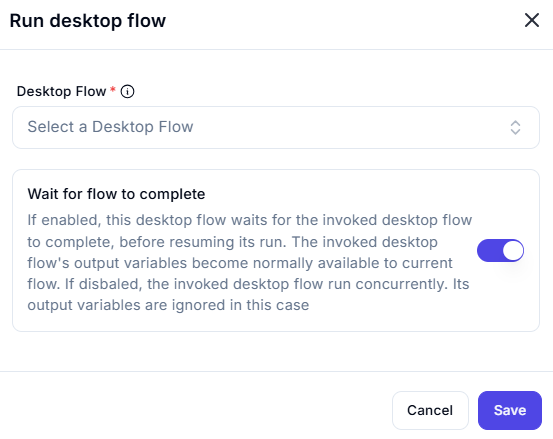 Run desktop flow
Desktop Flow *
Select a Desktop Flow
Wait for flow to complete
If enabled, this desktop flow waits for the invoked desktop flow
to complete, before resuming its run. The invoked desktop
flow's output variables become normally available to current
flow. If disbaled, the invoked desktop flow run concurrently. Its
output variables are ignored in this case
Cancel
Save